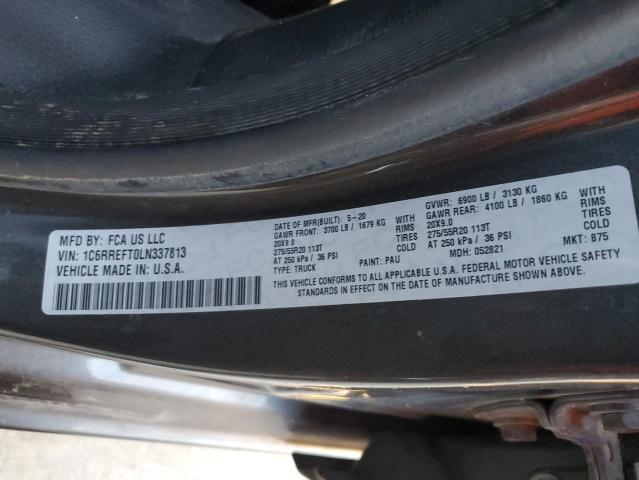 MFD BY: FCA US LLC
VIN: 1C6RREFT0LN337813
VEHICLE MADE IN: U.S.A.
DATE OF MFR(BUILT): 5-20
GAWR FRONT: 3700 LB / 1679 KG WITH
20X9.0 TIRES
275/55R20 113T RIMS
AT 250 kPa / 36 PSI COLD
TYPE: TRUCK
PAINT: PAU
GVWR: 6900 LB / 3130 KG
GAWR REAR: 4100 LB / 1860 KG WITH
20X9.0 TIRES
275/55R20 113T RIMS
AT 250 kPa / 36 PSI COLD
MDH: 052821
MKT: 875
THIS VEHICLE CONFORMS TO ALL APPLICABLE U.S.A. FEDERAL MOTOR VEHICLE SAFETY
STANDARDS IN EFFECT ON THE DATE OF MANUFACTURE SHOWN ABOVE.